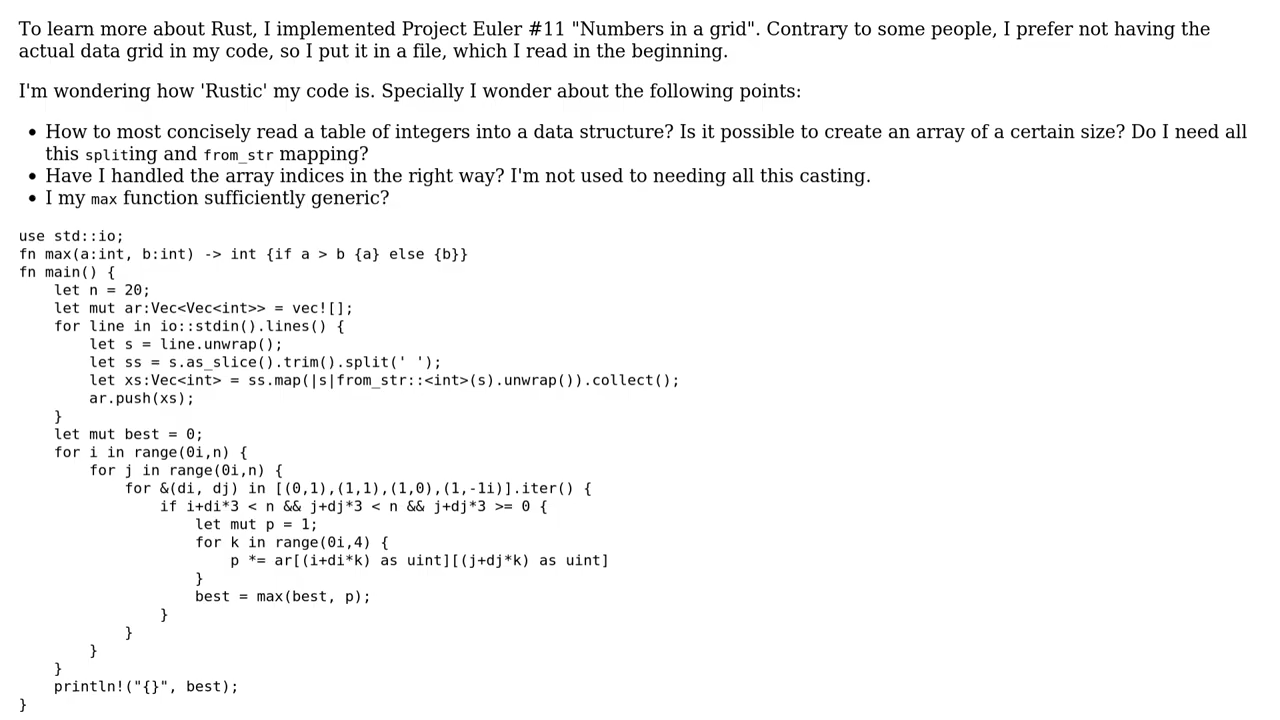 To learn more about Rust, I implemented Project Euler #11 "Numbers in a grid". Contrary to some people, I prefer not having the
actual data grid in my code, so I put it in a file, which I read in the beginning.
I'm wondering how 'Rustic' my code is. Specially I wonder about the following points:
• How to most concisely read a table of integers into a data structure? Is it possible to create an array of a certain size? Do I need all
this spliting and from_str mapping?
• Have I handled the array indices in the right way? I'm not used to needing all this casting.
• I my max function sufficiently generic?
use std::io;
fn max(a:int, b:int) -> int {if a > b {a} else {b}}
fn main() {
    let n = 20;
    let mut ar:Vec<Vec<int>> = vec![];
    for line in io::stdin().lines() {
        let s = line.unwrap();
        let ss = s.as_slice().trim().split(' ');
        let xs:Vec<int> = ss.map(|s|from_str::<int>(s).unwrap()).collect();
        ar.push(xs);
    }
    let mut best = 0;
    for i in range(0i,n) {
        for j in range(0i,n) {
            for &(di, dj) in [(0,1),(1,1),(1,0),(1,-1i)].iter() {
                if i+di*3 < n && j+dj*3 < n && j+dj*3 >= 0 {
                    let mut p = 1;
                    for k in range(0i,4) {
                        p *= ar[(i+di*k) as uint][(j+dj*k) as uint]
                    }
                    best = max(best, p);
                }
            }
        }
    }
    println!("{}", best);
}